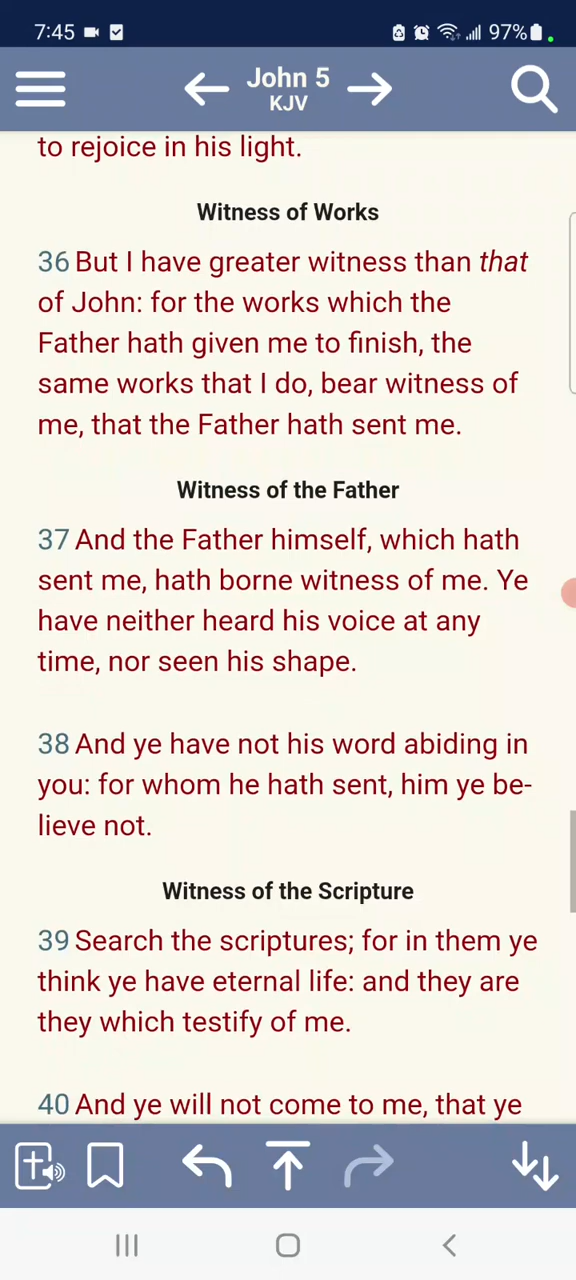 7:45 97%
John 5
KJV
to rejoice in his light.
Witness of Works
36 But I have greater witness than that
of John: for the works which the
Father hath given me to finish, the
same works that I do, bear witness of
me, that the Father hath sent me.
Witness of the Father
37 And the Father himself, which hath
sent me, hath borne witness of me. Ye
have neither heard his voice at any
time, nor seen his shape.
38 And ye have not his word abiding in
you: for whom he hath sent, him ye be-
lieve not.
Witness of the Scripture
39 Search the scriptures; for in them ye
think ye have eternal life: and they are
they which testify of me.
40 And ye will not come to me, that ye